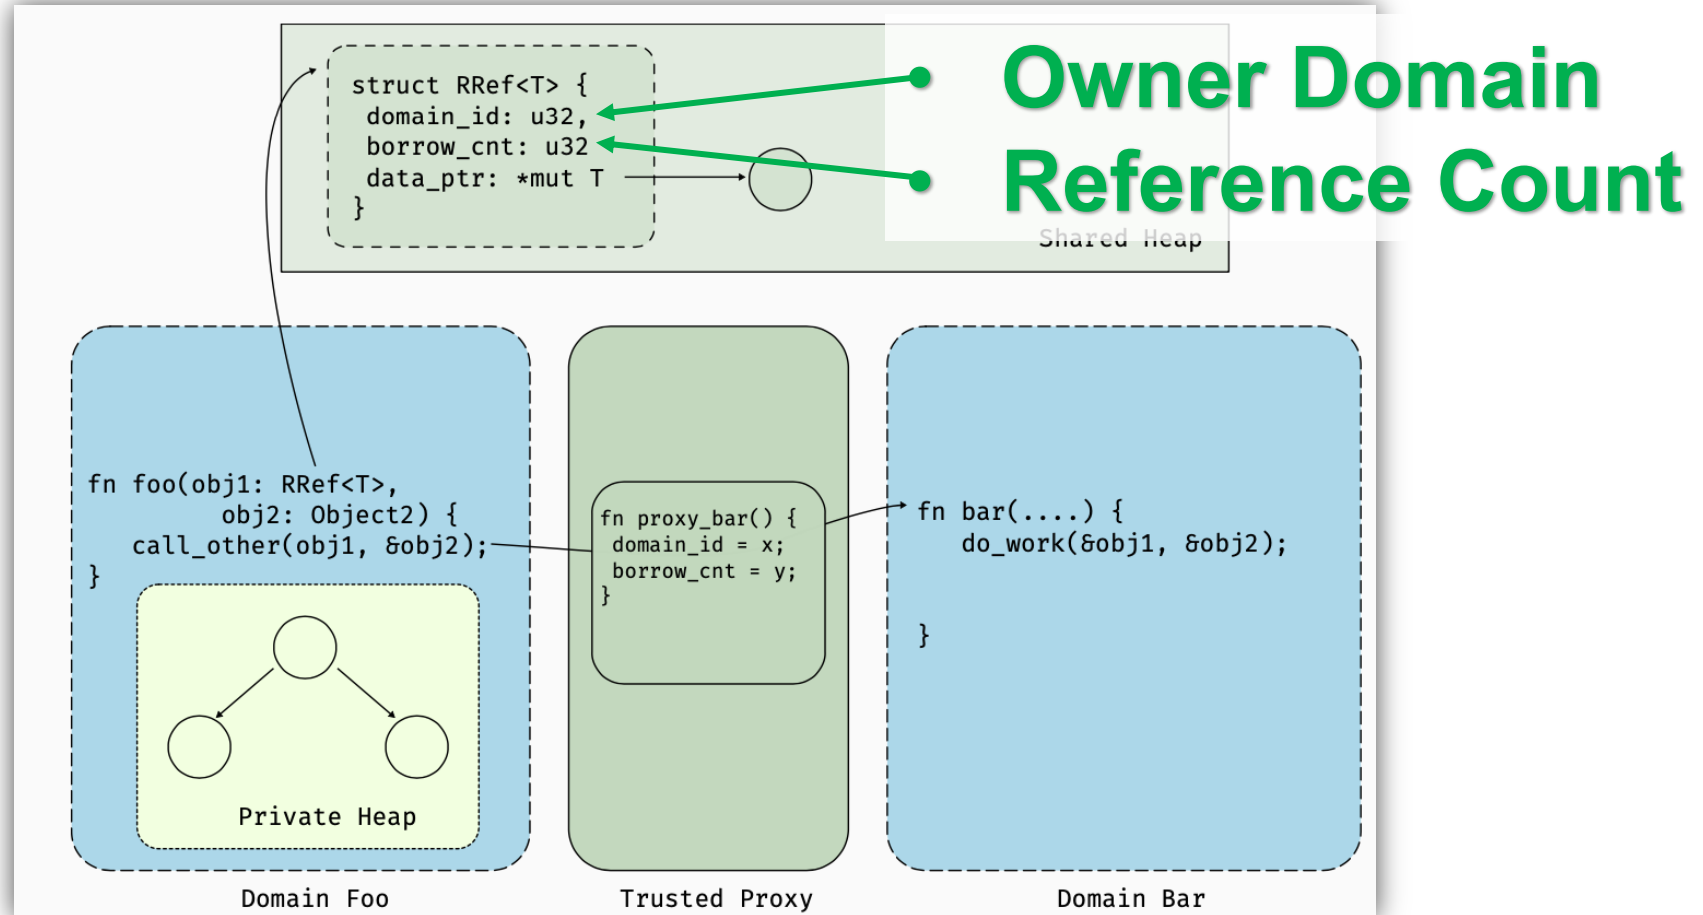 struct RRef<T> {
domain_id: u32,
borrow_cnt: u32
data_ptr: *mut T
}
Owner Domain
Reference Count
Shared Heap
fn foo(obj1: RRef<T>,
obj2: Object2) {
call_other(obj1, &obj2);
}
Private Heap
Domain Foo
fn proxy_bar() {
domain_id = x;
borrow_cnt = y;
}
Trusted Proxy
fn bar(....) {
do_work(&obj1, &obj2);
}
Domain Bar